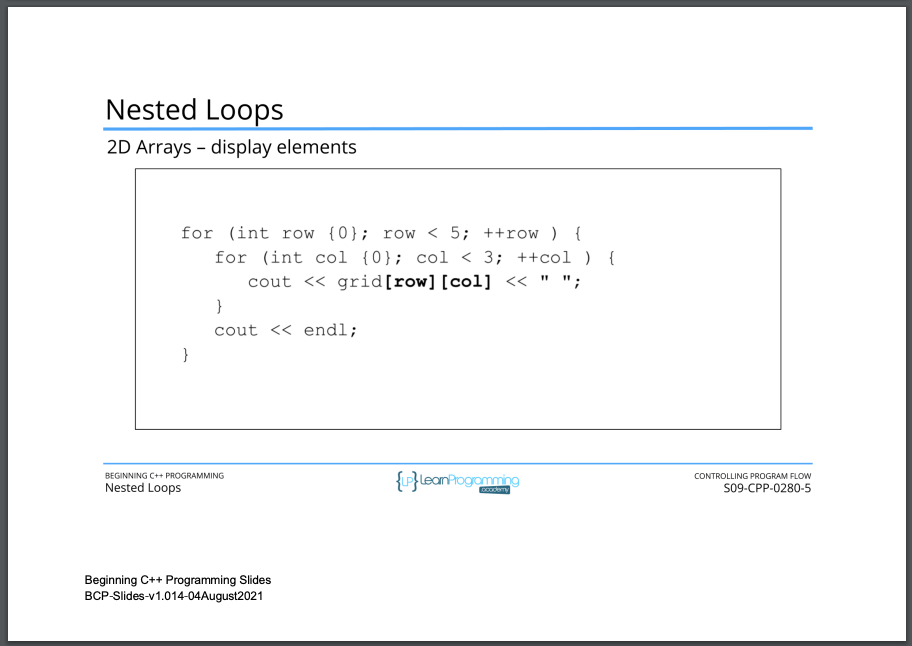 Nested Loops
2D Arrays – display elements
for (int row {0}; row < 5; ++row ) {
   for (int col {0}; col < 3; ++col ) {
      cout << grid[row][col] << " ";
   }
   cout << endl;
}
BEGINNING C++ PROGRAMMING
Nested Loops
{LP} LearnProgramming
academy
CONTROLLING PROGRAM FLOW
S09-CPP-0280-5
Beginning C++ Programming Slides
BCP-Slides-v1.014-04August2021